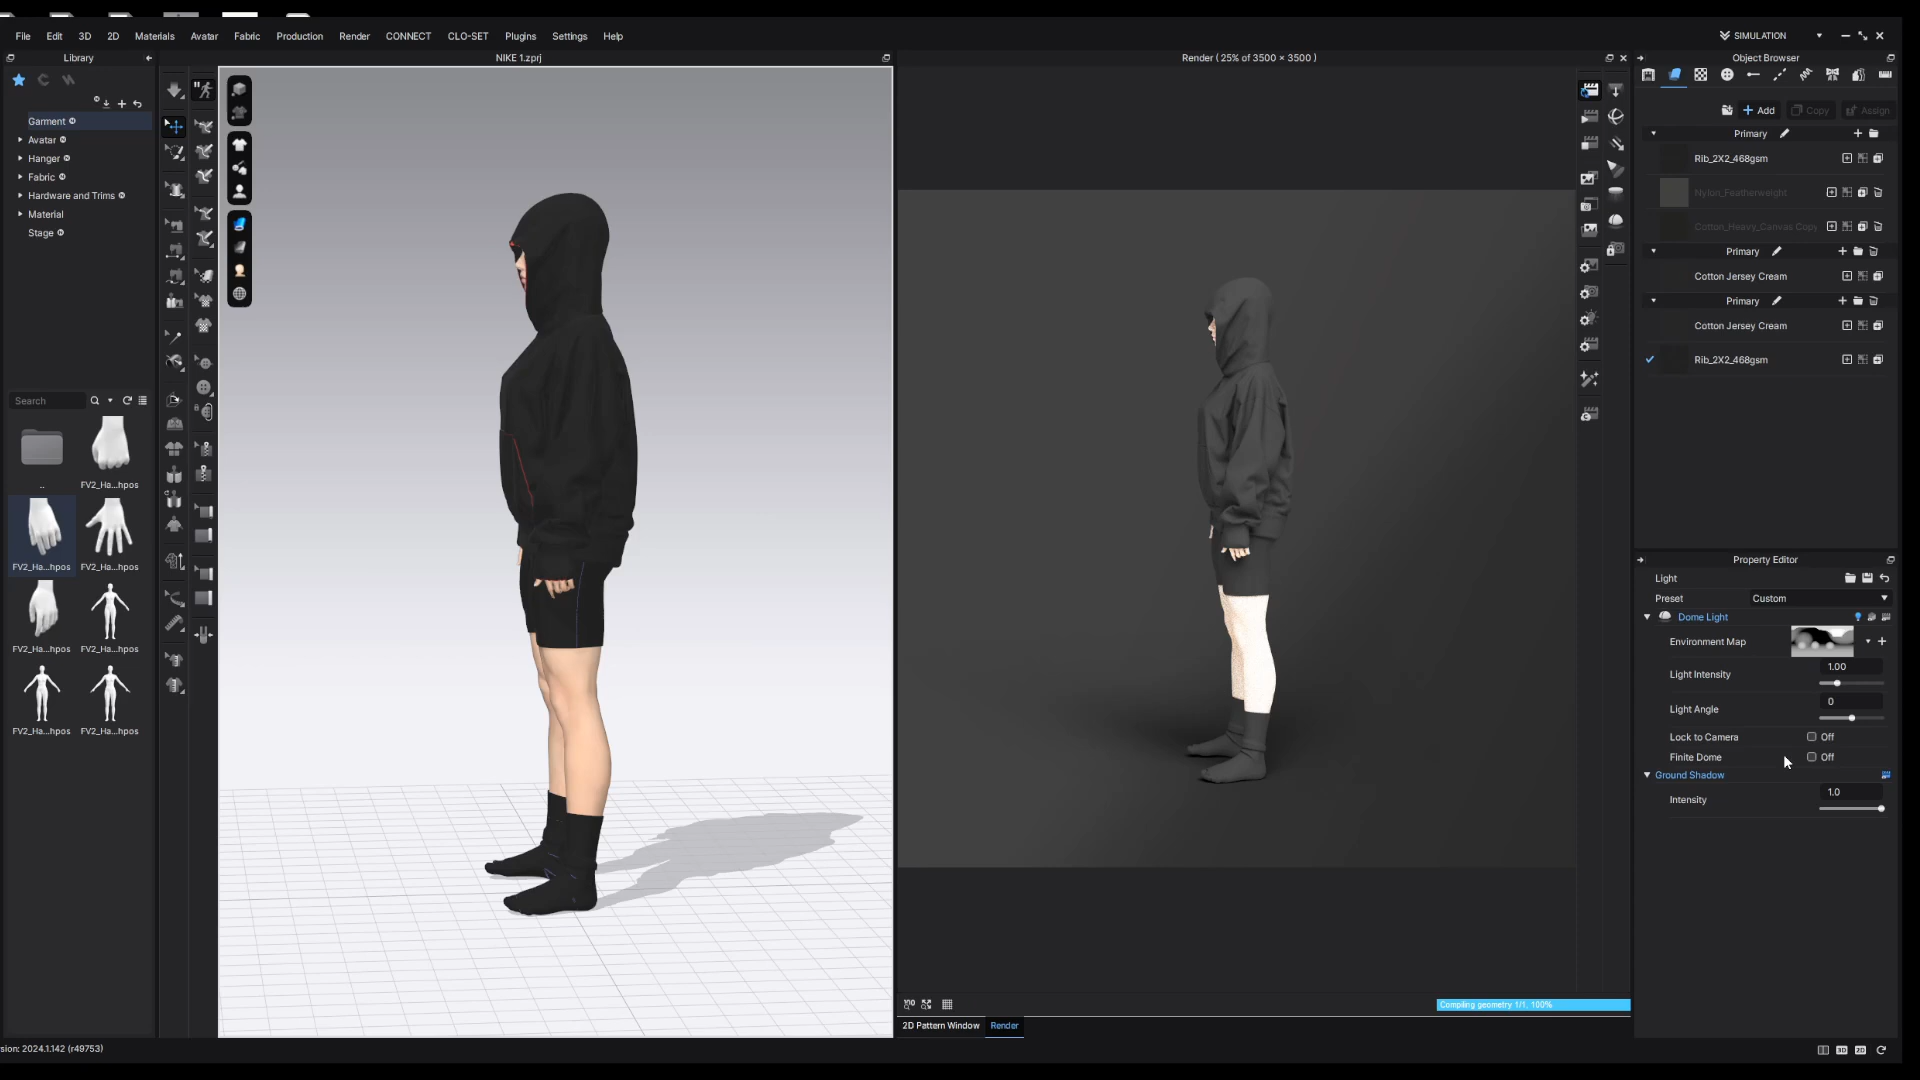 File Edit 3D 2D Materials Avatar Fabric Production Render CONNECT CLO-SET Plugins Settings Help
SIMULATION
Library
NIKE 1.zprj
Render ( 25% of 3500 × 3500 )
Object Browser
Garment
Avatar
Hanger
Fabric
Hardware and Trims
Material
Stage
Search
..
FV2_Ha...hpos
FV2_Ha...hpos
FV2_Ha...hpos
FV2_Ha...hpos
FV2_Ha...hpos
FV2_Ha...hpos
FV2_Ha...hpos
Add Copy Assign
Primary
Rib_2X2_468gsm
Nylon_Featherweight
Cotton_Heavy_Canvas Copy
Primary
Cotton Jersey Cream
Primary
Cotton Jersey Cream
Rib_2X2_468gsm
Property Editor
Light
Preset Custom
Dome Light
Environment Map
Light Intensity 1.00
Light Angle 0
Lock to Camera Off
Finite Dome Off
Ground Shadow
Intensity 1.0
Compiling geometry 1/1, 100%
2D Pattern Window Render
sion: 2024.1.142 (r49753)
3D 2D